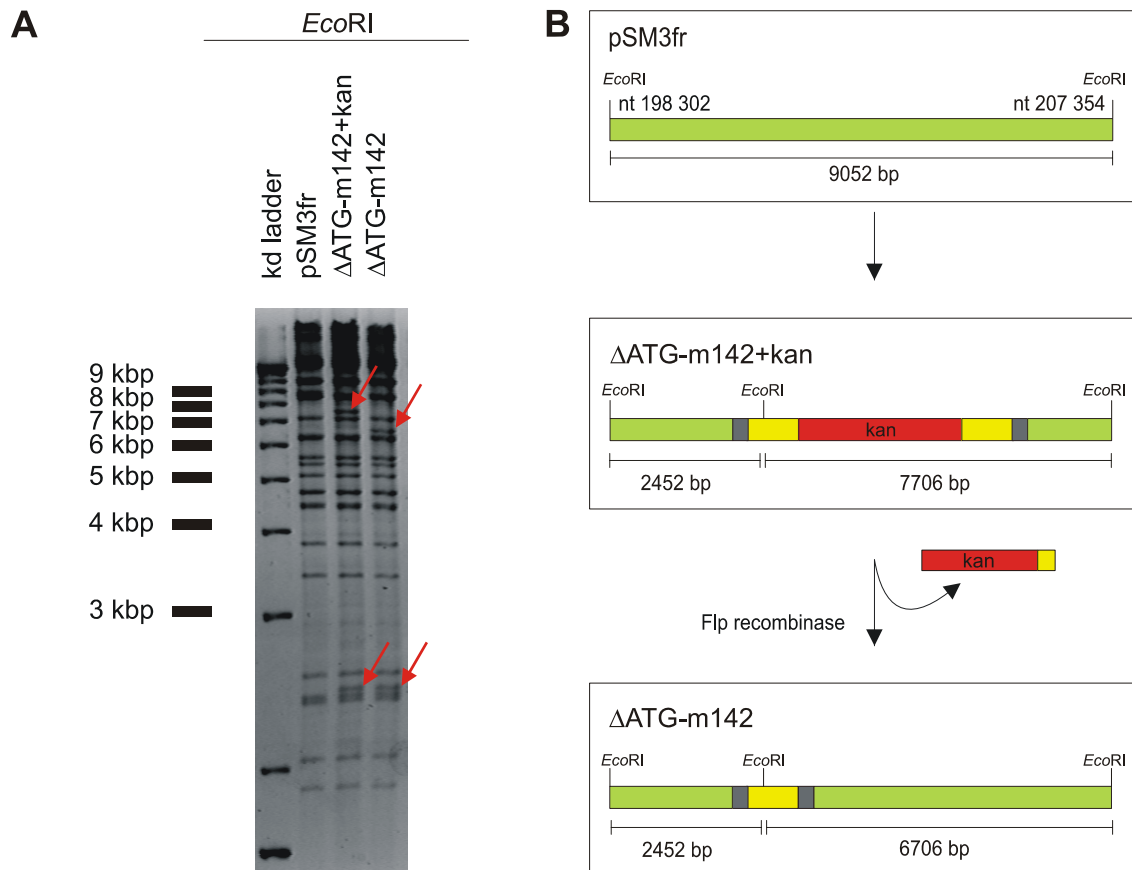 A
EcoRI
kd ladder
pSM3fr
ΔATG-m142+kan
ΔATG-m142
9 kbp
8 kbp
7 kbp
6 kbp
5 kbp
4 kbp
3 kbp
B
pSM3fr
EcoRI
EcoRI
nt 198 302
nt 207 354
9052 bp
ΔATG-m142+kan
EcoRI
EcoRI
EcoRI
kan
2452 bp
7706 bp
kan
Flp recombinase
ΔATG-m142
EcoRI
EcoRI
EcoRI
2452 bp
6706 bp